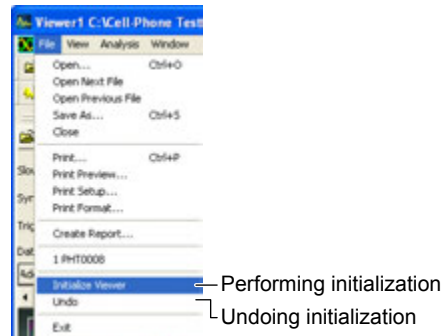 Viewer1 C:\Cell-Phone Test
File View Analysis Window
Open... Ctrl+O
Open Next File
Open Previous File
Save As... Ctrl+S
Close
Print... Ctrl+P
Print Preview...
Print Setup...
Print Format...
Create Report...
1 PHT0008
Initialize Viewer
Performing initialization
Undo
Undoing initialization
Exit